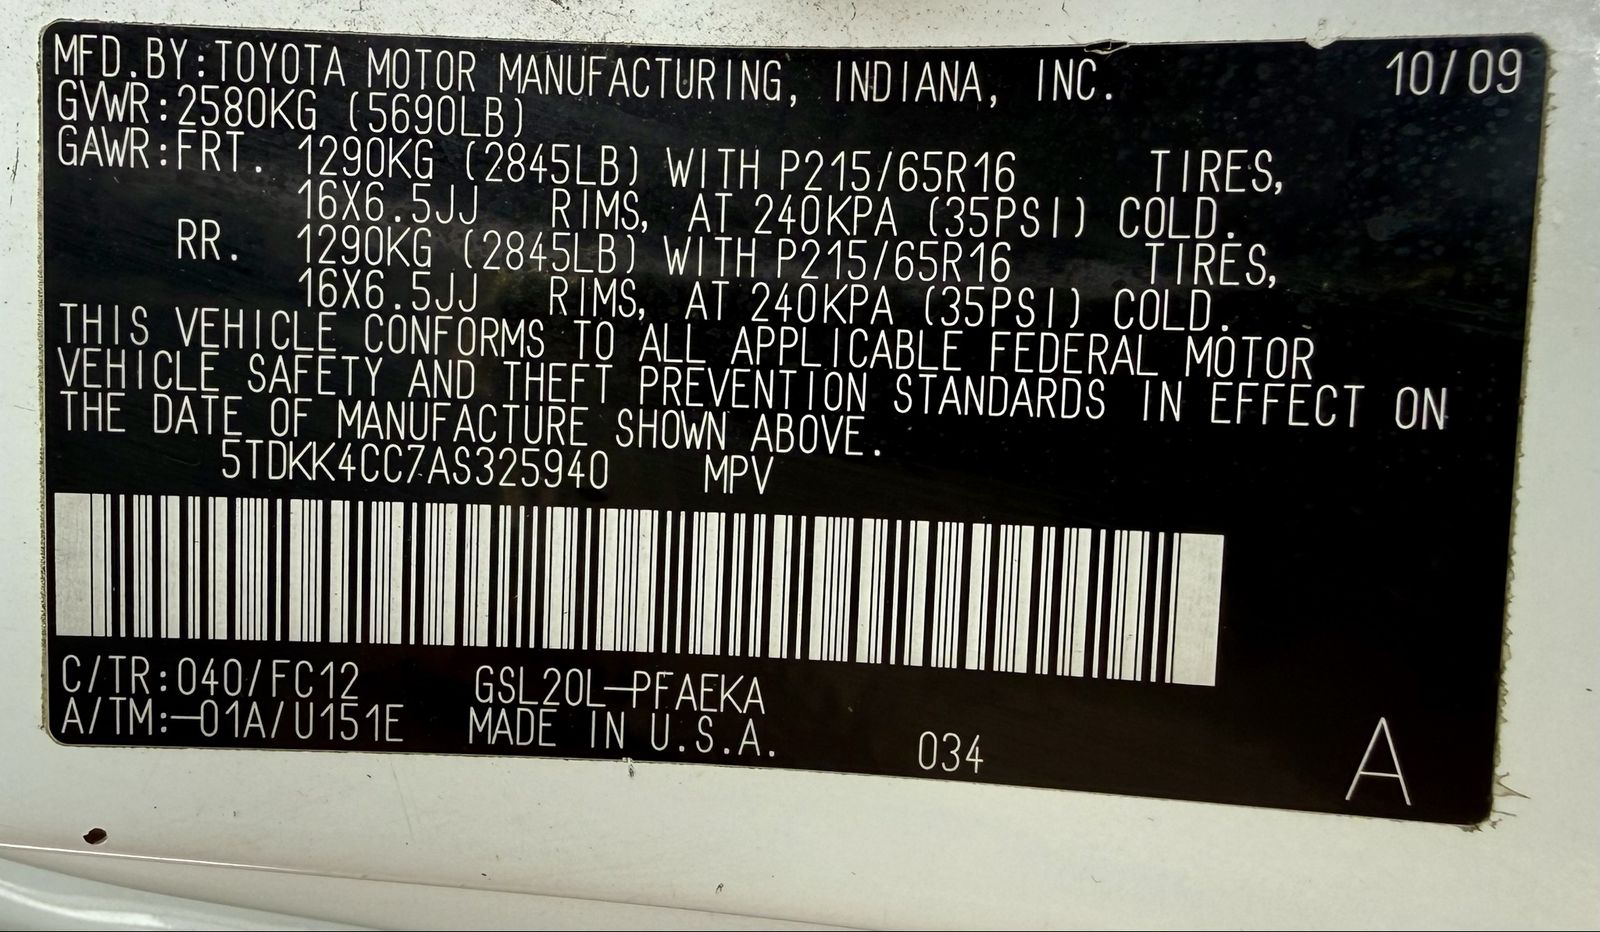 MFD.BY:TOYOTA MOTOR MANUFACTURING, INDIANA, INC. 10/09
GVWR:2580KG (5690LB)
GAWR:FRT. 1290KG (2845LB) WITH P215/65R16 TIRES,
16X6.5JJ RIMS, AT 240KPA (35PSI) COLD.
RR. 1290KG (2845LB) WITH P215/65R16 TIRES,
16X6.5JJ RIMS, AT 240KPA (35PSI) COLD.
THIS VEHICLE CONFORMS TO ALL APPLICABLE FEDERAL MOTOR
VEHICLE SAFETY AND THEFT PREVENTION STANDARDS IN EFFECT ON
THE DATE OF MANUFACTURE SHOWN ABOVE.
5TDKK4CC7AS325940 MPV
C/TR:040/FC12 GSL20L-PFAEKA
A/TM:-01A/U151E MADE IN U.S.A. 034 A